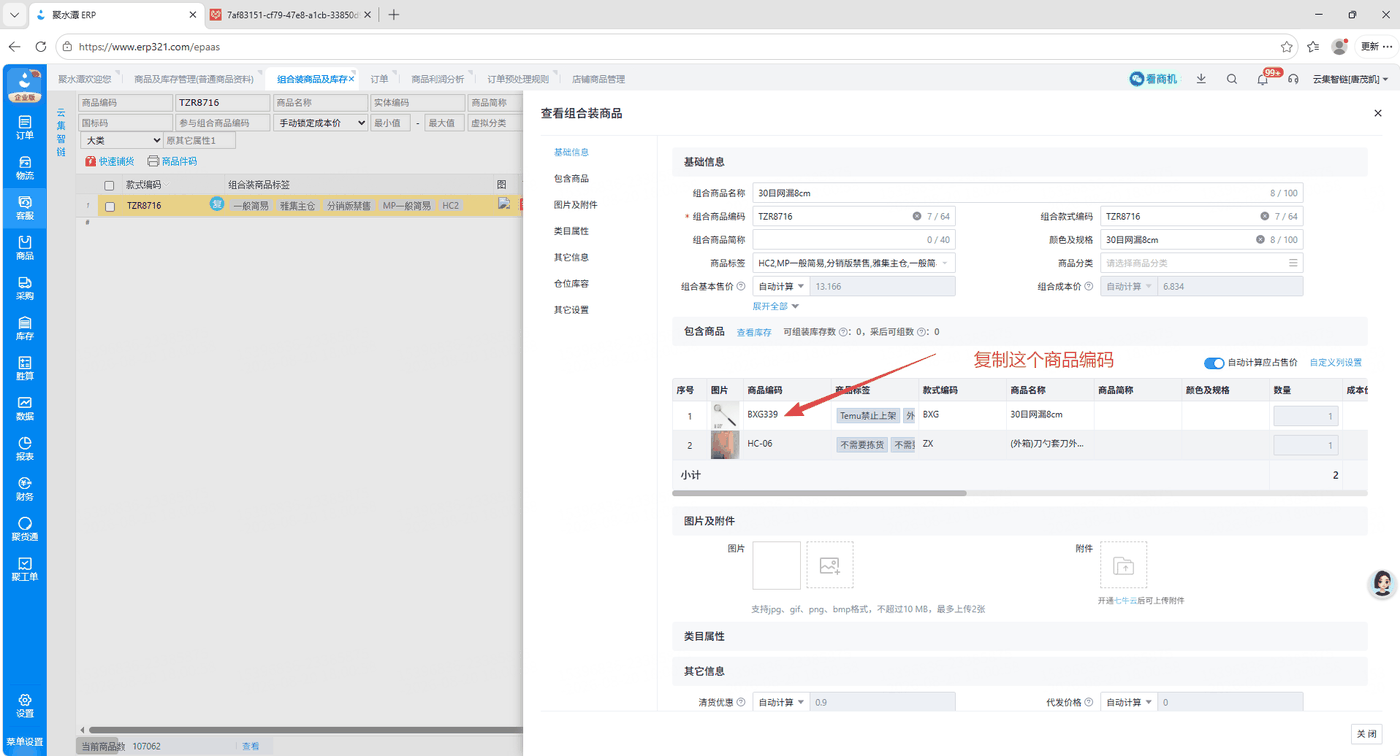 聚水潭 ERP
7af83151-cf79-47e8-a1cb-33850d
https://www.erp321.com/epaas
更新
企业版
聚水潭欢迎您
商品及库存管理(普通商品资料)
组合装商品及库存
订单
商品利润分析
订单预处理规则
店铺商品管理
看商机
99+
云集智链[唐茂凯]
订单
物流
客服
商品
采购
库存
胜算
数据
报表
财务
聚货通
聚工单
设置
菜单设置
云集智链
商品编码
TZR8716
商品名称
实体编码
商品简称
国标码
参与组合商品编码
手动锁定成本价
最小值
-
最大值
虚拟分类
大类
原其它属性1
快速铺货
商品件码
款式编码
组合装商品标签
图
1
TZR8716
复
一般简易
雅集主仓
分销版禁售
MP一般简易
HC2
#
当前商品数
107062
查看
查看组合装商品
基础信息
包含商品
图片及附件
类目属性
其它信息
仓位库容
其它设置
基础信息
组合商品名称
30目网漏8cm
8 / 100
* 组合商品编码
TZR8716
7 / 64
组合款式编码
TZR8716
7 / 64
组合商品简称
0 / 40
颜色及规格
30目网漏8cm
8 / 100
商品标签
HC2,MP一般简易,分销版禁售,雅集主仓,一般简.
商品分类
请选择商品分类
组合基本售价
自动计算
13.166
组合成本价
自动计算
6.834
展开全部
包含商品
查看库存
可组装库存数 : 0，采后可组数 : 0
复制这个商品编码
自动计算应占售价
自定义列设置
序号
图片
商品编码
商品标签
款式编码
商品名称
商品简称
颜色及规格
数量
成本价
1
BXG339
Temu禁止上架
外
BXG
30目网漏8cm
1
2
HC-06
不需要拣货
不需要
ZX
(外箱)刀勺套刀外...
1
小计
2
图片及附件
图片
支持jpg、gif、png、bmp格式，不超过10 MB，最多上传2张
附件
开通七牛云后可上传附件
类目属性
其它信息
清货优惠
自动计算
0.9
代发价格
自动计算
0
关 闭